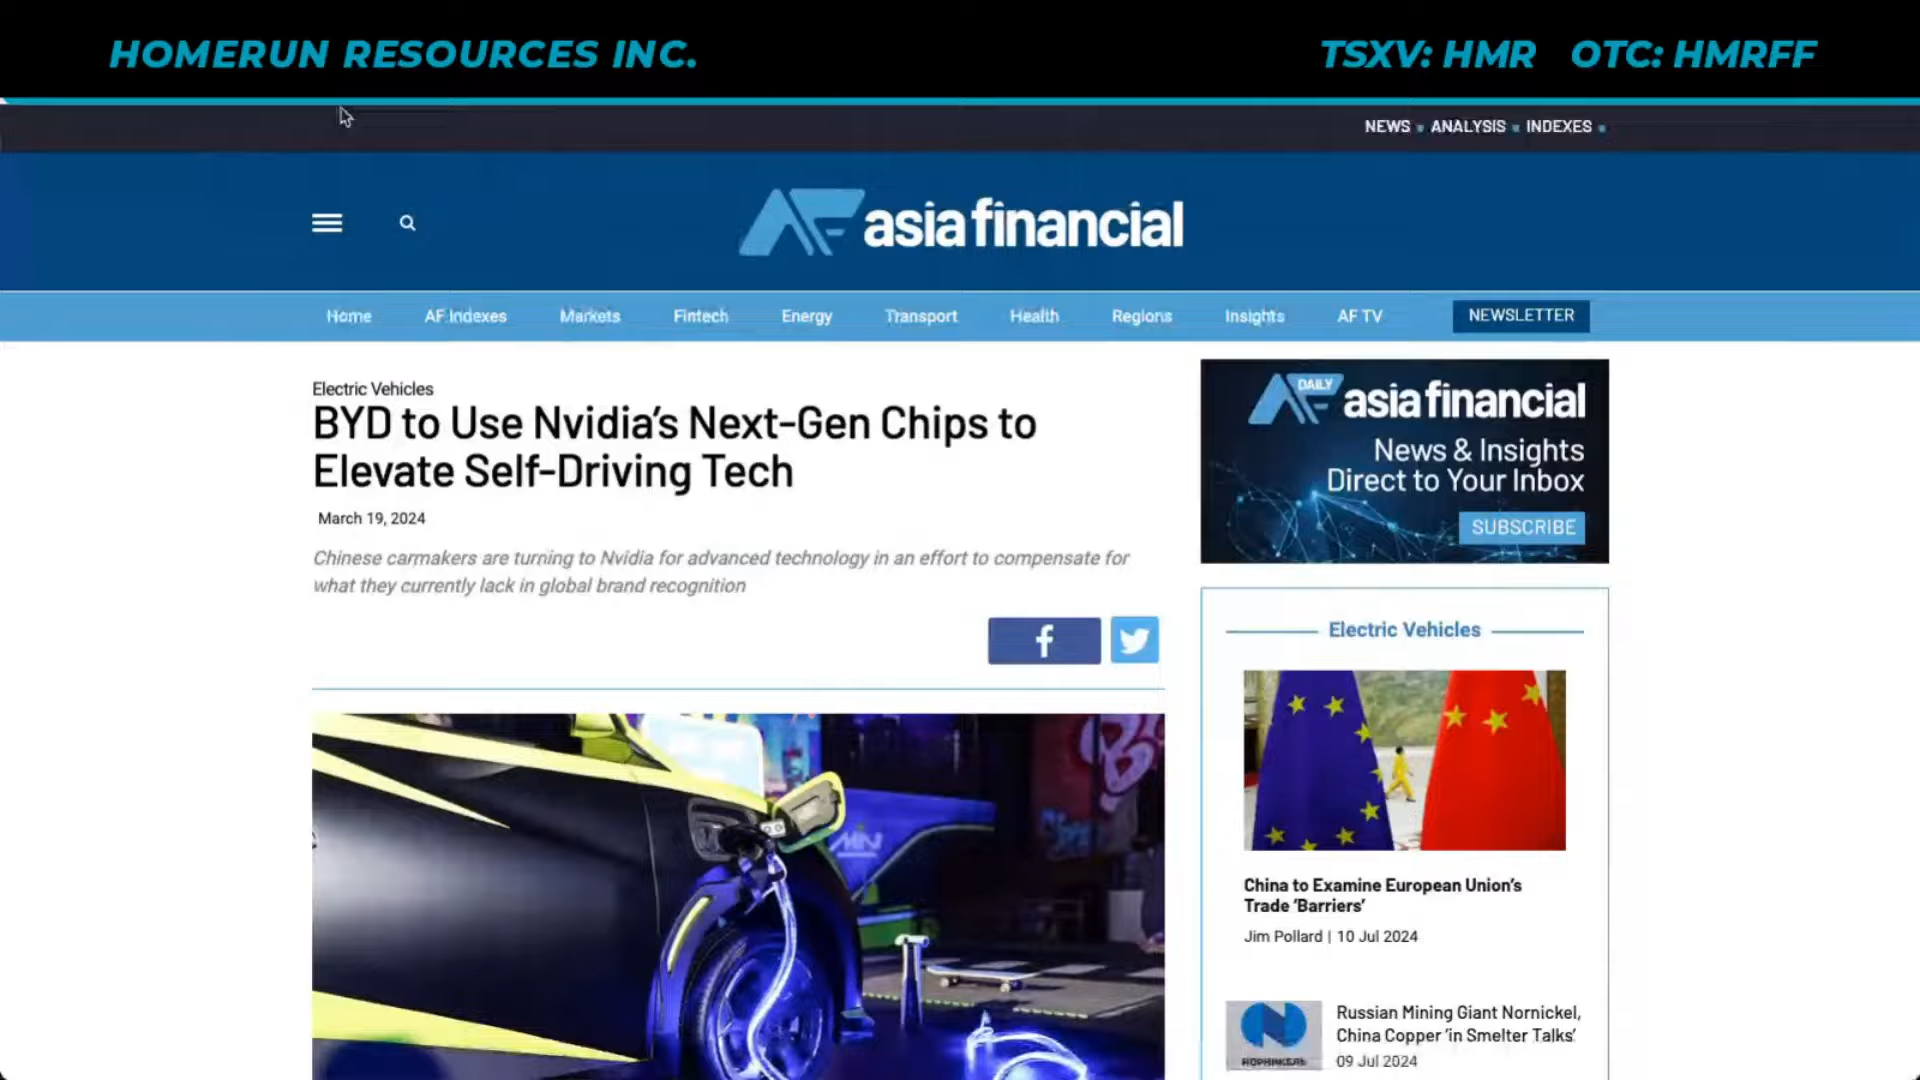 HOMERUN RESOURCES INC.
TSXV: HMR OTC: HMRFF
NEWS ANALYSIS INDEXES
AF asia financial
Home AF Indexes Markets Fintech Energy Transport Health Regions Insights AF TV NEWSLETTER
Electric Vehicles
BYD to Use Nvidia's Next-Gen Chips to
Elevate Self-Driving Tech
March 19, 2024
Chinese carmakers are turning to Nvidia for advanced technology in an effort to compensate for
what they currently lack in global brand recognition
AF DAILY asia financial
News & Insights
Direct to Your Inbox
SUBSCRIBE
Electric Vehicles
China to Examine European Union's
Trade ‘Barriers’
Jim Pollard | 10 Jul 2024
Russian Mining Giant Nornickel,
China Copper ‘in Smelter Talks’
09 Jul 2024
НОРНИКЕЛЬ